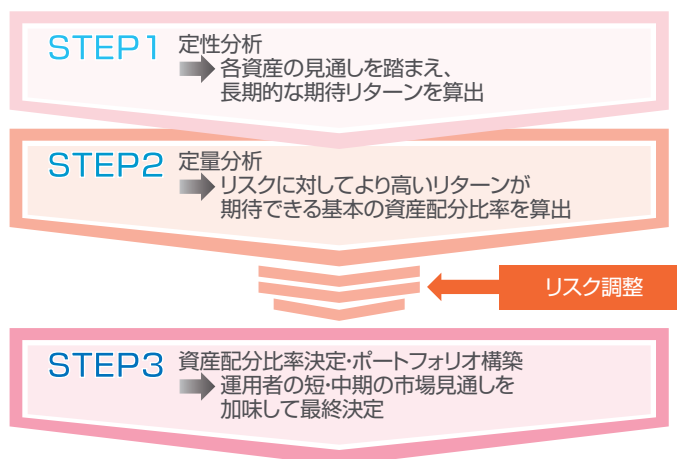 STEP1 定性分析
各資産の見通しを踏まえ、
長期的な期待リターンを算出
STEP2 定量分析
リスクに対してより高いリターンが
期待できる基本の資産配分比率を算出
リスク調整
STEP3 資産配分比率決定・ポートフォリオ構築
運用者の短・中期の市場見通しを
加味して最終決定